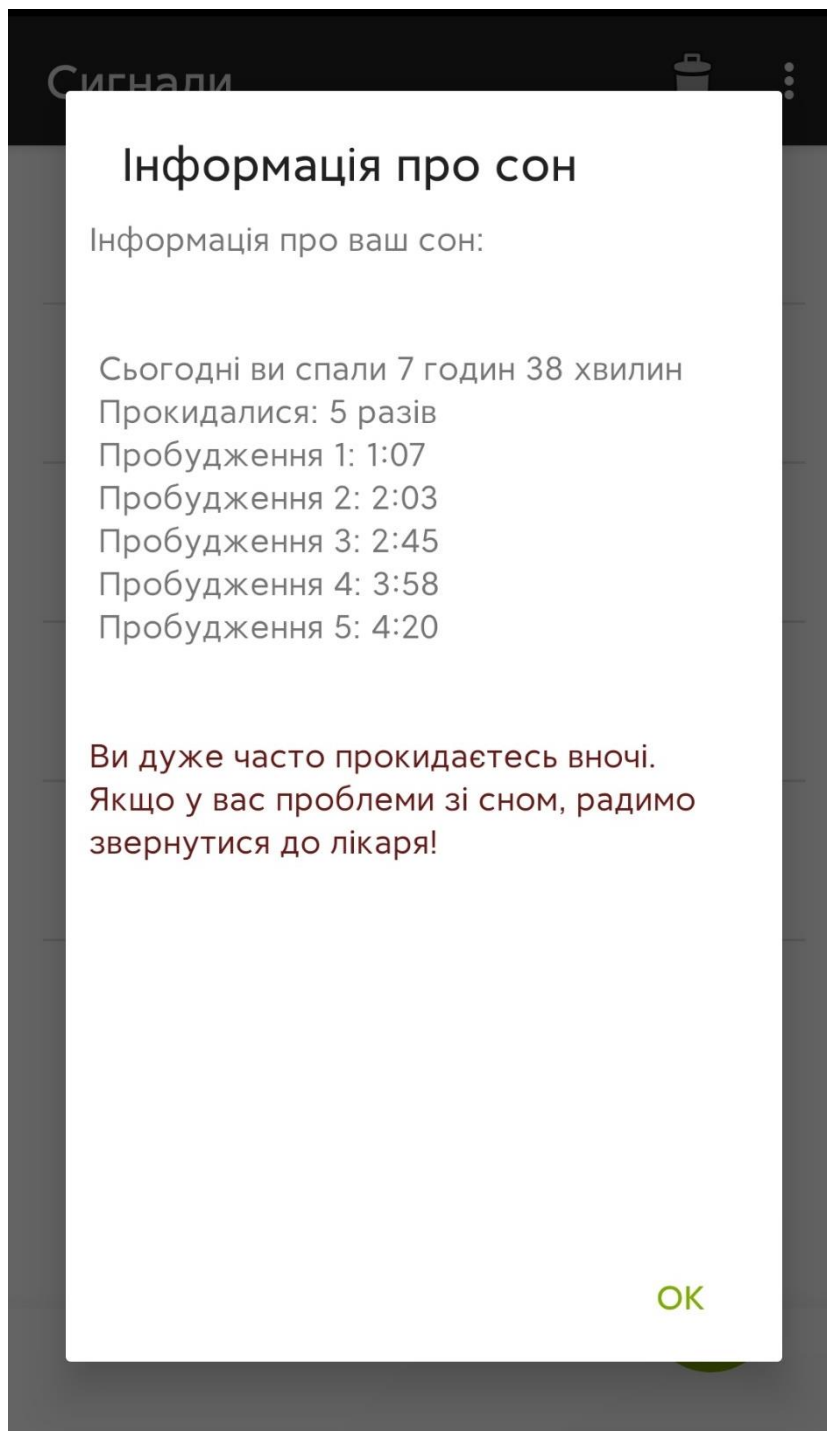 Сигнали
Інформація про сон
Інформація про ваш сон:
Сьогодні ви спали 7 годин 38 хвилин
Прокидалися: 5 разів
Пробудження 1: 1:07
Пробудження 2: 2:03
Пробудження 3: 2:45
Пробудження 4: 3:58
Пробудження 5: 4:20
Ви дуже часто прокидаєтесь вночі.
Якщо у вас проблеми зі сном, радимо
звернутися до лікаря!
ОК